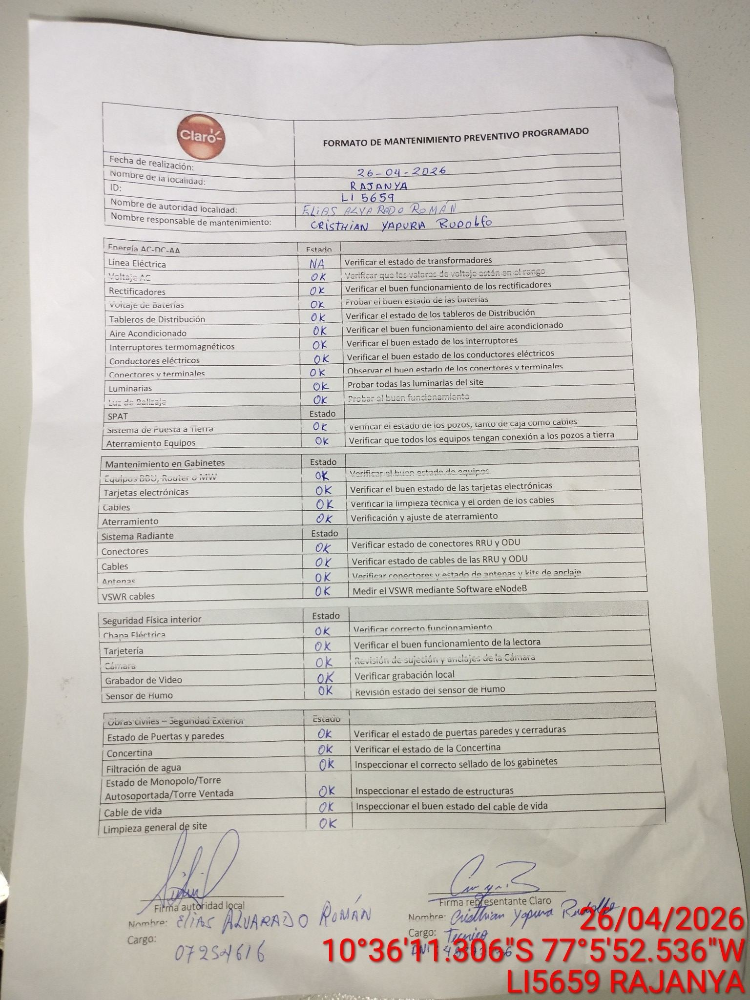 Claro
FORMATO DE MANTENIMIENTO PREVENTIVO PROGRAMADO
Fecha de realización: 26-04-2026
Nombre de la localidad: RAJANYA
ID: LI 5659
Nombre de autoridad localidad: ELIAS ALVARADO ROMÁN
Nombre responsable de mantenimiento: CRISTHIAN YAPURA RUDOLFO
Energía AC-DC-AA Estado
Línea Eléctrica NA Verificar el estado de transformadores
Voltaje AC OK Verificar que los valores de voltaje estén en el rango
Rectificadores OK Verificar el buen funcionamiento de los rectificadores
Voltaje de Baterías OK Probar el buen estado de las baterías
Tableros de Distribución OK Verificar el estado de los tableros de Distribución
Aire Acondicionado OK Verificar el buen funcionamiento del aire acondicionado
Interruptores termomagnéticos OK Verificar el buen estado de los interruptores
Conductores eléctricos OK Verificar el buen estado de los conductores eléctricos
Conectores y terminales OK Observar el buen estado de los conectores y terminales
Luminarias OK Probar todas las luminarias del site
Luz de Balizaje OK Probar el buen funcionamiento
SPAT Estado
Sistema de Puesta a Tierra OK Verificar el estado de los pozos, tanto de caja como cables
Aterramiento Equipos OK Verificar que todos los equipos tengan conexión a los pozos a tierra
Mantenimiento en Gabinetes Estado
Equipos BBU, Router o MW OK Verificar el buen estado de equipos
Tarjetas electrónicas OK Verificar el buen estado de las tarjetas electrónicas
Cables OK Verificar la limpieza técnica y el orden de los cables
Aterramiento OK Verificación y ajuste de aterramiento
Sistema Radiante Estado
Conectores OK Verificar estado de conectores RRU y ODU
Cables OK Verificar estado de cables de las RRU y ODU
Antenas OK Verificar conectores y estado de antenas y kits de anclaje
VSWR cables OK Medir el VSWR mediante Software eNodeB
Seguridad Física interior Estado
Chapa Eléctrica OK Verificar correcto funcionamiento
Tarjetería OK Verificar el buen funcionamiento de la lectora
Cámara OK Revisión de sujeción y anclajes de la Cámara
Grabador de Video OK Verificar grabación local
Sensor de Humo OK Revisión estado del sensor de Humo
Obras civiles – Seguridad Exterior Estado
Estado de Puertas y paredes OK Verificar el estado de puertas paredes y cerraduras
Concertina OK Verificar el estado de la Concertina
Filtración de agua OK Inspeccionar el correcto sellado de los gabinetes
Estado de Monopolo/Torre
Autosoportada/Torre Ventada OK Inspeccionar el estado de estructuras
Cable de vida OK Inspeccionar el buen estado del cable de vida
Limpieza general de site OK
Firma autoridad local
Nombre: ELIAS ALVARADO ROMÁN
Cargo:
07254616
Firma representante Claro
Nombre: Cristhian Yapura Rudolfo
Cargo: Tecnico
DNI:
26/04/2026
10°36'11.306"S 77°5'52.536"W
LI5659 RAJANYA